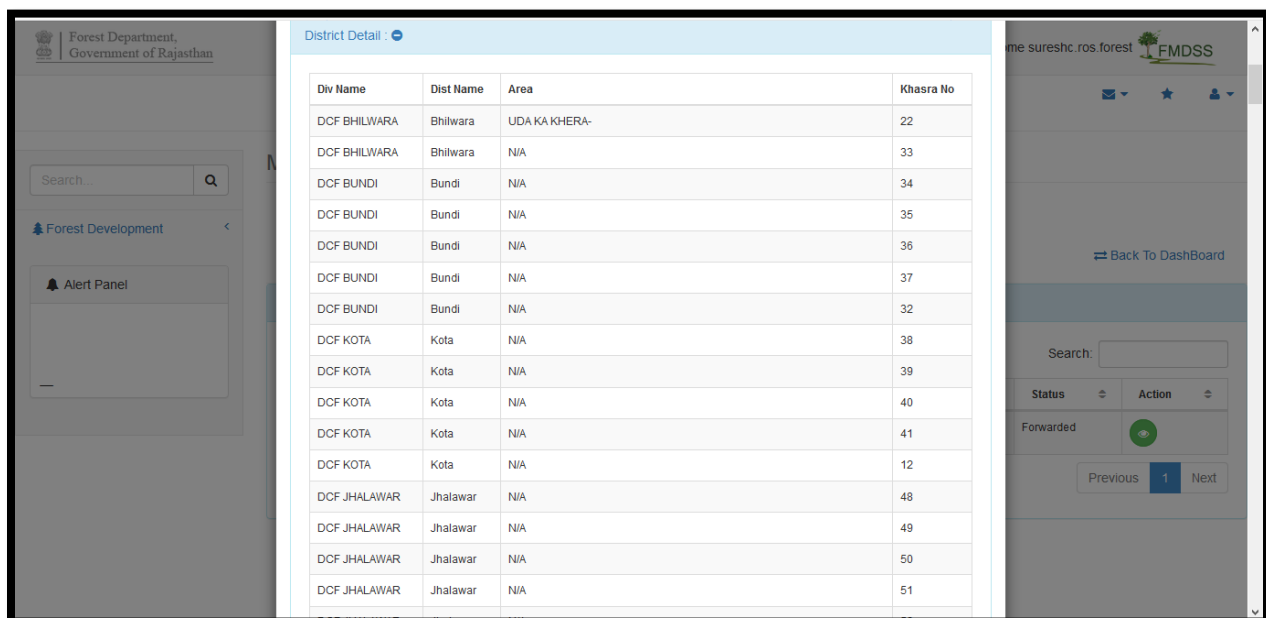 Forest Department,
Government of Rajasthan
me sureshc.ros.forest
FMDSS
Search...
Forest Development
Alert Panel
District Detail :
Div Name Dist Name Area Khasra No
DCF BHILWARA Bhilwara UDA KA KHERA- 22
DCF BHILWARA Bhilwara N/A 33
DCF BUNDI Bundi N/A 34
DCF BUNDI Bundi N/A 35
DCF BUNDI Bundi N/A 36
DCF BUNDI Bundi N/A 37
DCF BUNDI Bundi N/A 32
DCF KOTA Kota N/A 38
DCF KOTA Kota N/A 39
DCF KOTA Kota N/A 40
DCF KOTA Kota N/A 41
DCF KOTA Kota N/A 12
DCF JHALAWAR Jhalawar N/A 48
DCF JHALAWAR Jhalawar N/A 49
DCF JHALAWAR Jhalawar N/A 50
DCF JHALAWAR Jhalawar N/A 51
Back To DashBoard
Search:
Status Action
Forwarded
Previous 1 Next